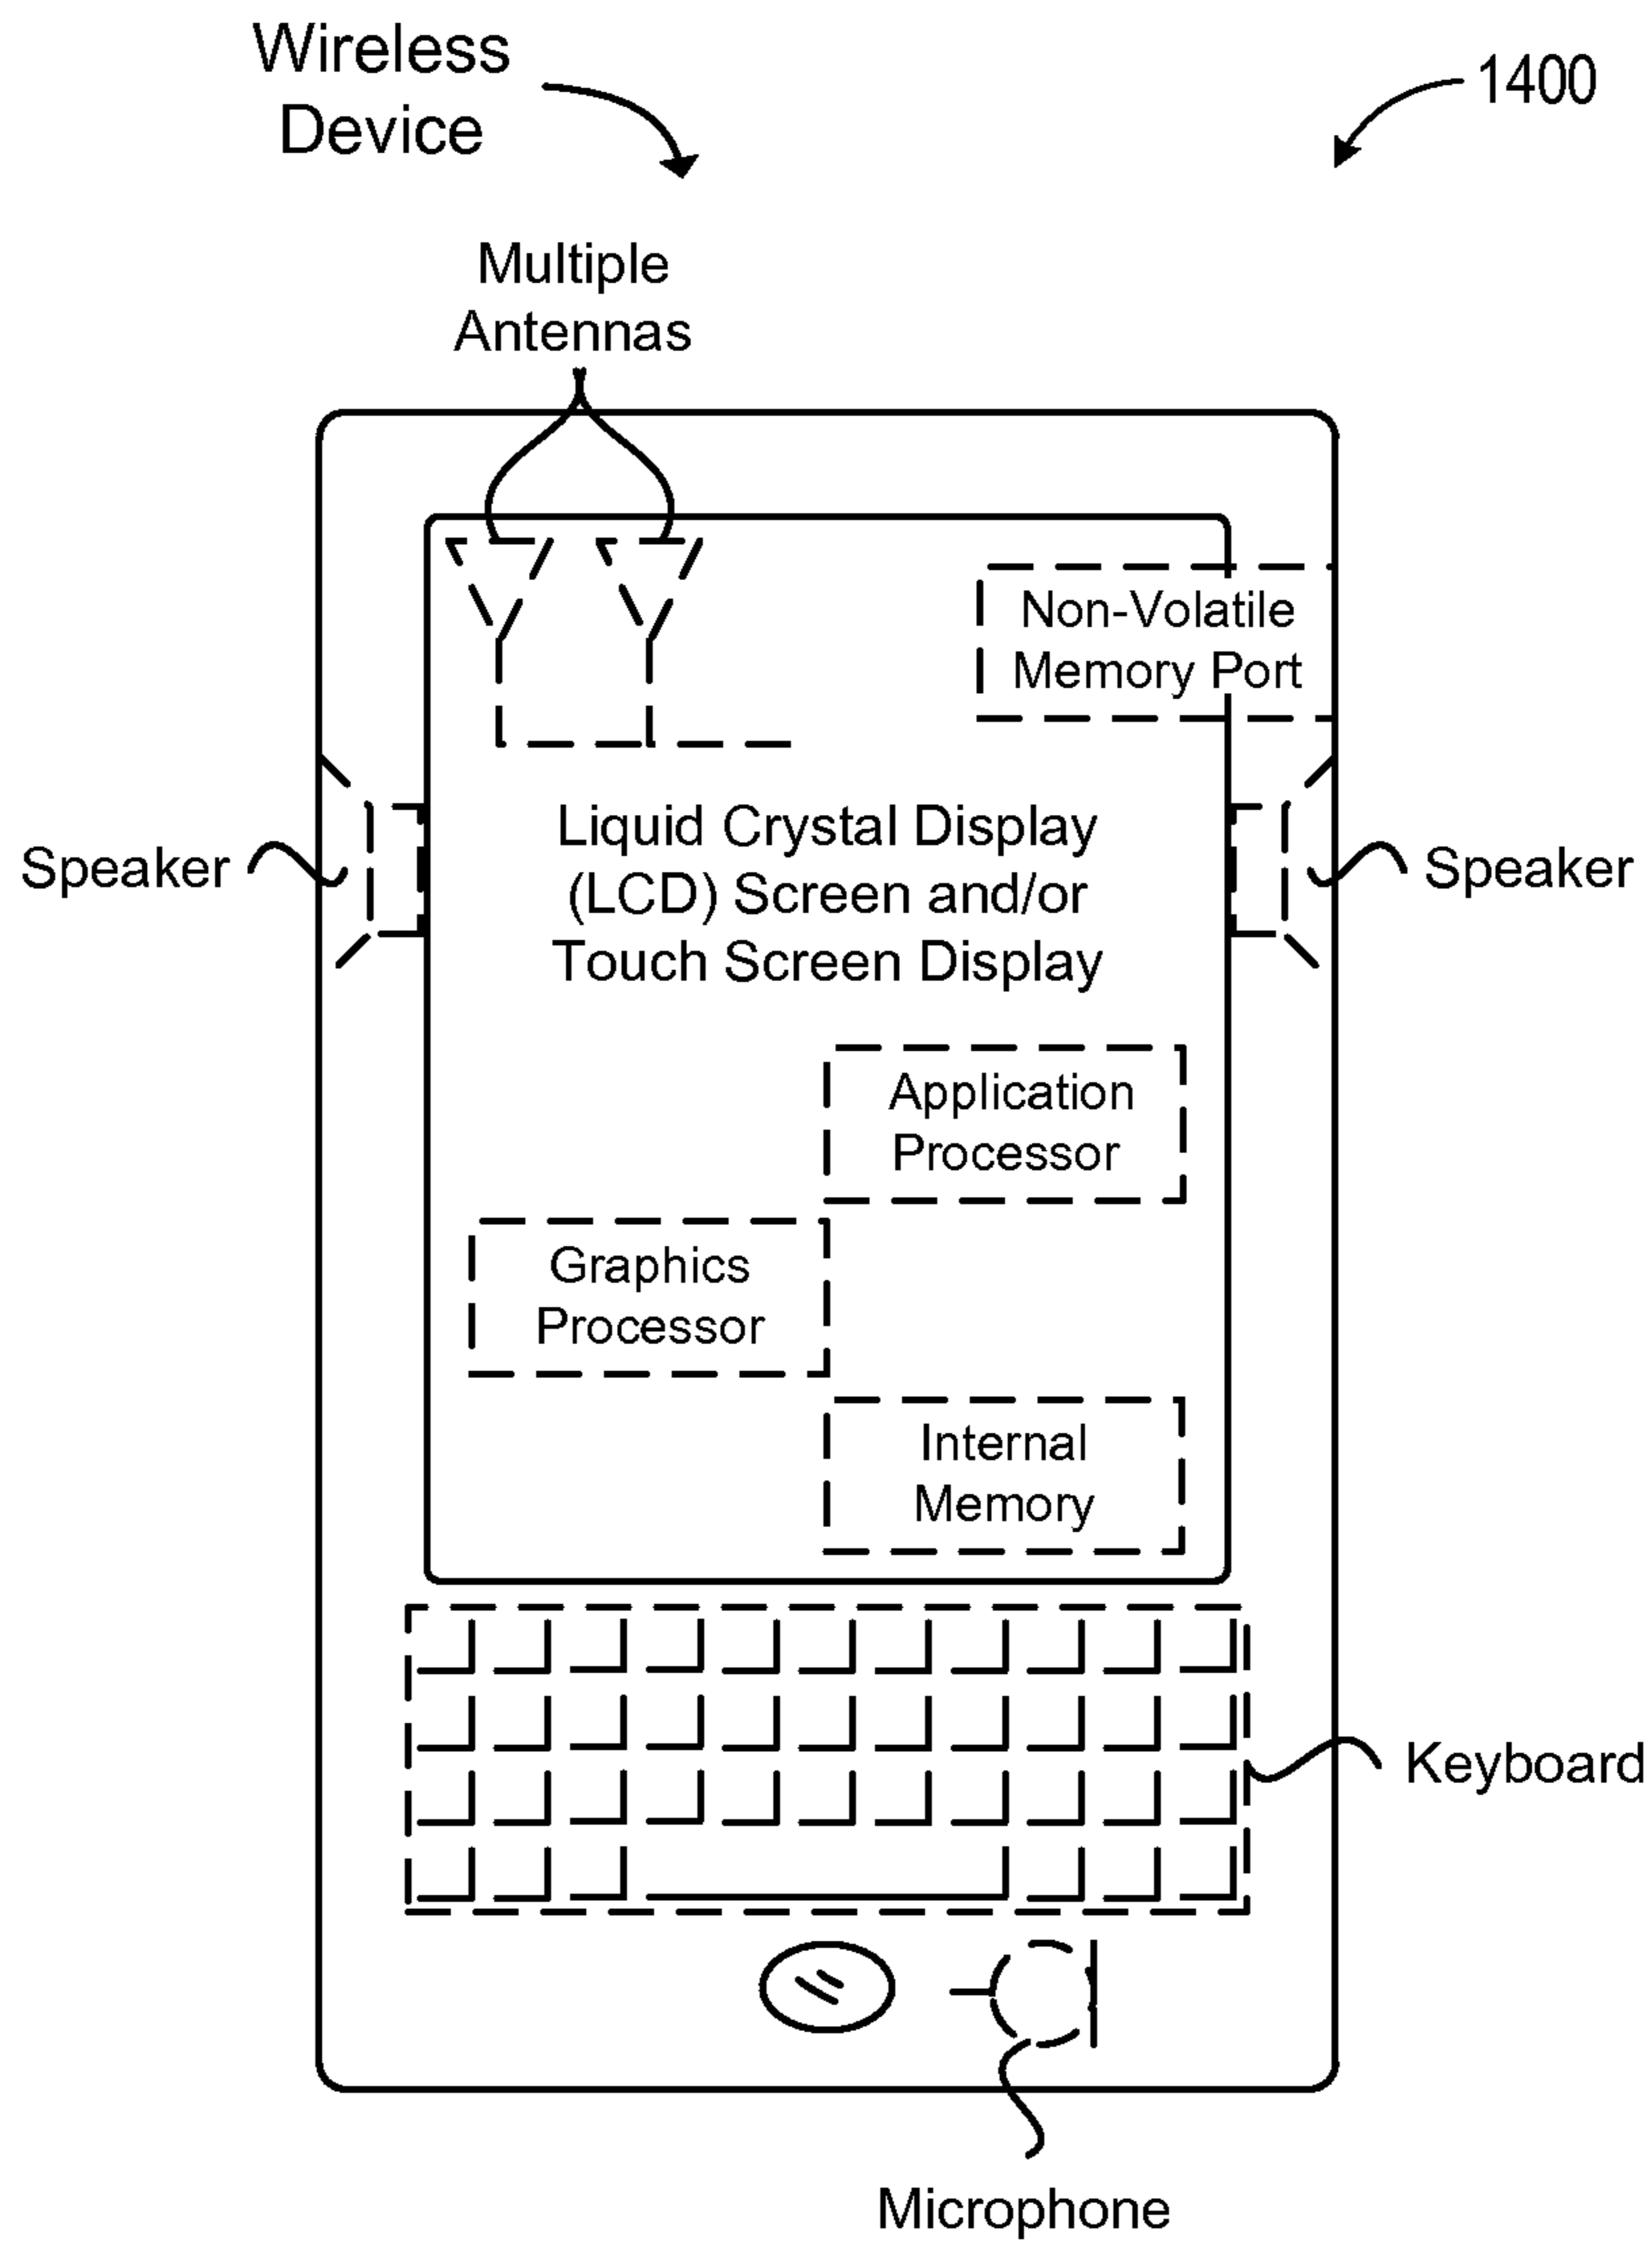 Wireless
Device
1400
Multiple
Antennas
Non-Volatile
Memory Port
Speaker
Liquid Crystal Display
(LCD) Screen and/or
Touch Screen Display
Speaker
Application
Processor
Graphics
Processor
Internal
Memory
Keyboard
Microphone